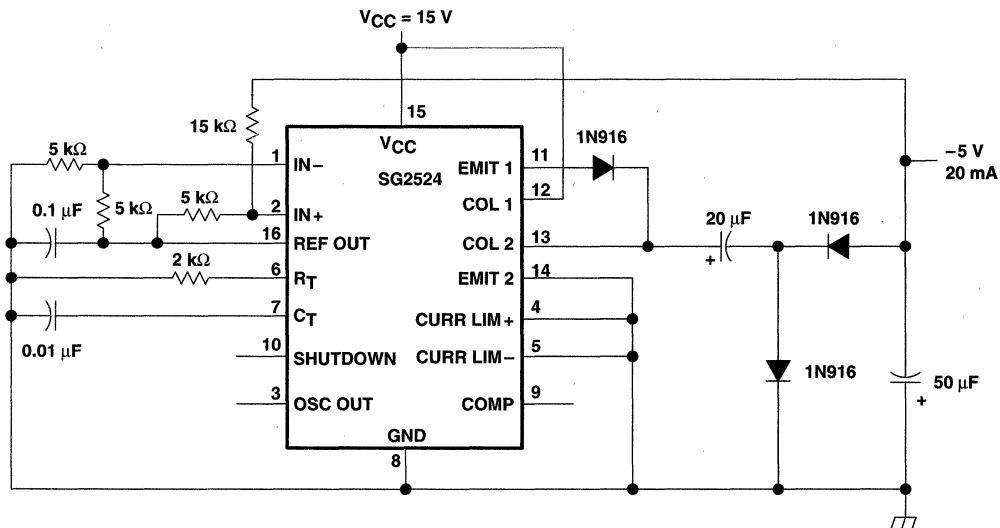 VCC = 15 V
15 kΩ
15
VCC
SG2524
5 kΩ
1
IN−
5 kΩ
5 kΩ
2
IN+
0.1 μF
16
REF OUT
2 kΩ
6
RT
7
CT
0.01 μF
10
SHUTDOWN
3
OSC OUT
GND
8
EMIT 1
11
1N916
COL 1
12
COL 2
13
EMIT 2
14
CURR LIM+
4
CURR LIM−
5
COMP
9
20 μF
+
1N916
1N916
−5 V
20 mA
50 μF
+